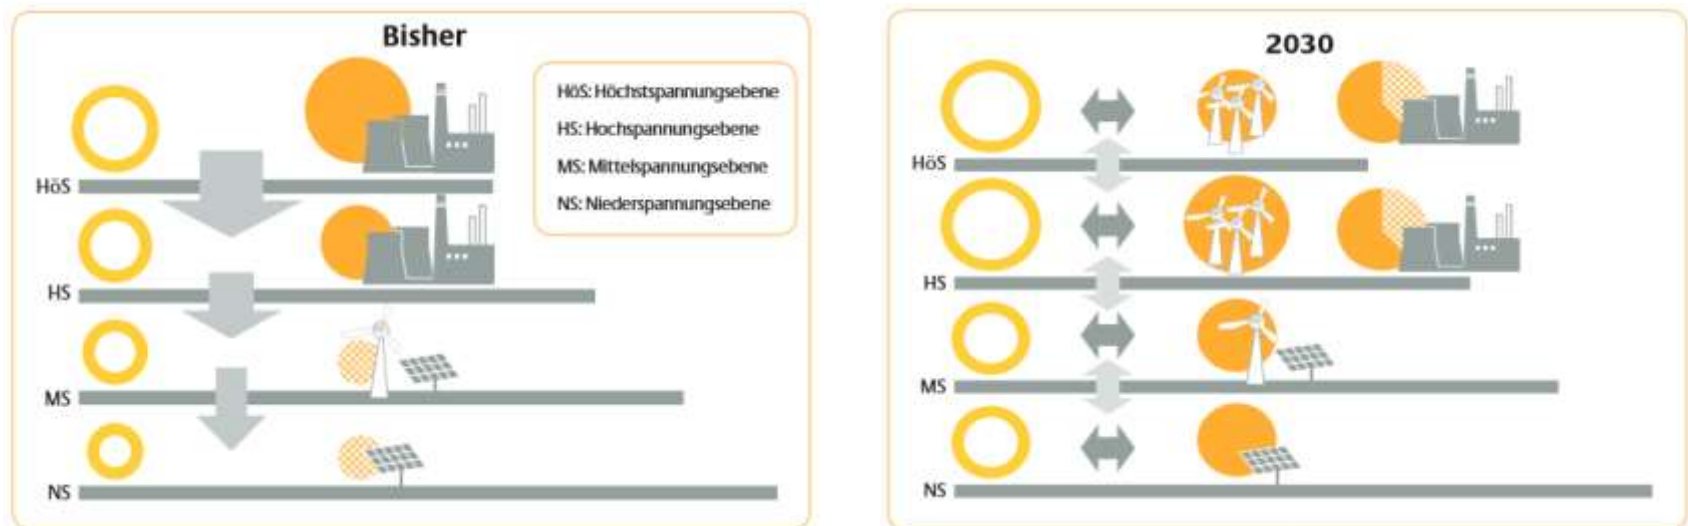 Bisher
HöS: Höchstspannungsebene
HS: Hochspannungsebene
MS: Mittelspannungsebene
NS: Niederspannungsebene
HöS
HS
MS
NS
2030
HöS
HS
MS
NS